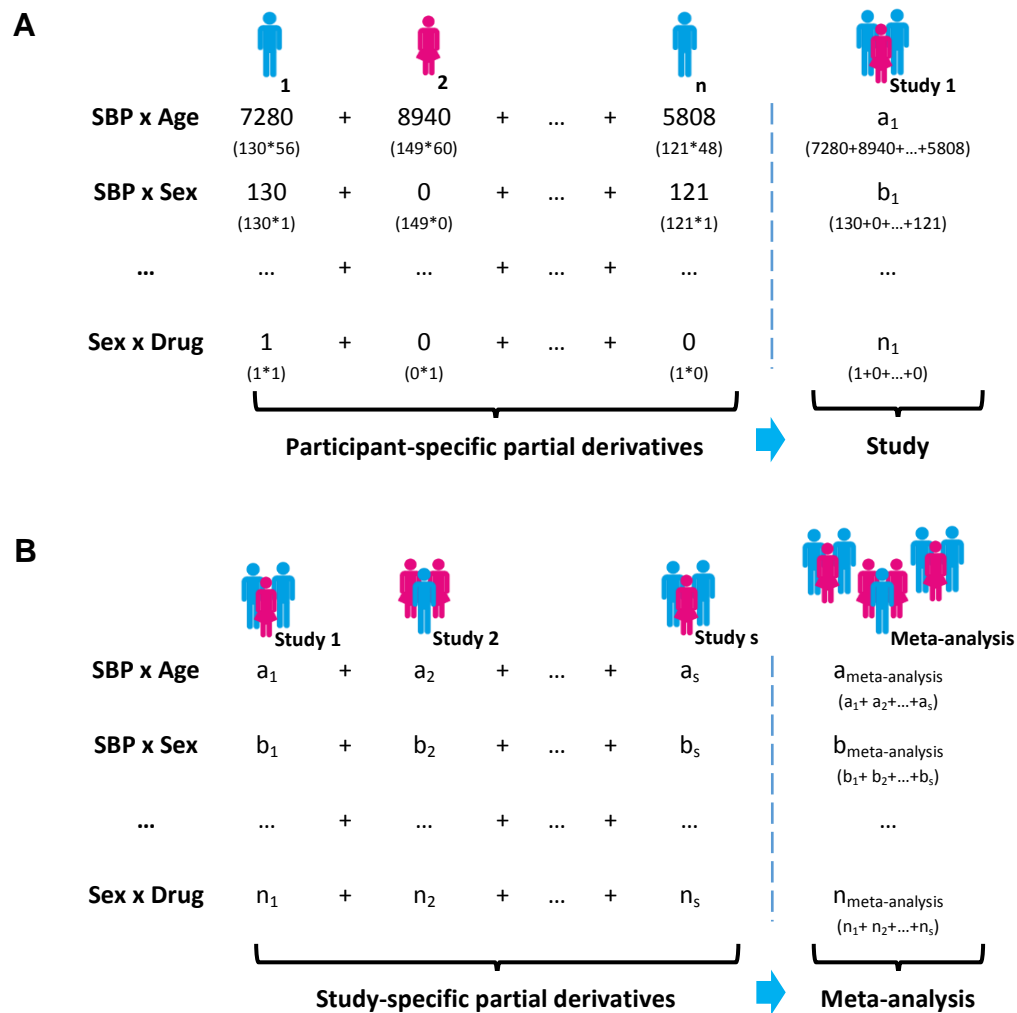 A
1 2 n Study 1
SBP x Age 7280 + 8940 + ... + 5808 a₁
(130*56) (149*60) (121*48) (7280+8940+...+5808)
SBP x Sex 130 + 0 + ... + 121 b₁
(130*1) (149*0) (121*1) (130+0+...+121)
... ... + ... + ... + ... ...
Sex x Drug 1 + 0 + ... + 0 n₁
(1*1) (0*1) (1*0) (1+0+...+0)
Participant-specific partial derivatives Study
B
Study 1 Study 2 Study s Meta-analysis
SBP x Age a₁ + a₂ + ... + aₛ a meta-analysis
(a₁+ a₂+...+aₛ)
SBP x Sex b₁ + b₂ + ... + bₛ b meta-analysis
(b₁+ b₂+...+bₛ)
... ... + ... + ... + ... ...
Sex x Drug n₁ + n₂ + ... + nₛ n meta-analysis
(n₁+ n₂+...+nₛ)
Study-specific partial derivatives Meta-analysis